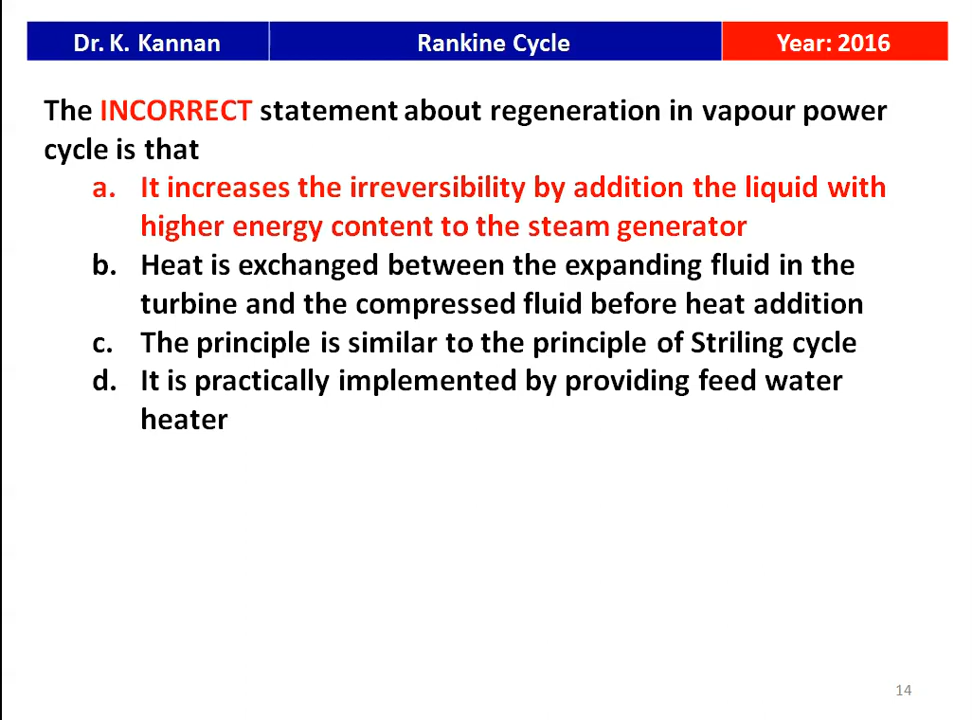 Dr. K. Kannan
Rankine Cycle
Year: 2016
The INCORRECT statement about regeneration in vapour power
cycle is that
a. It increases the irreversibility by addition the liquid with
higher energy content to the steam generator
b. Heat is exchanged between the expanding fluid in the
turbine and the compressed fluid before heat addition
c. The principle is similar to the principle of Striling cycle
d. It is practically implemented by providing feed water
heater
14